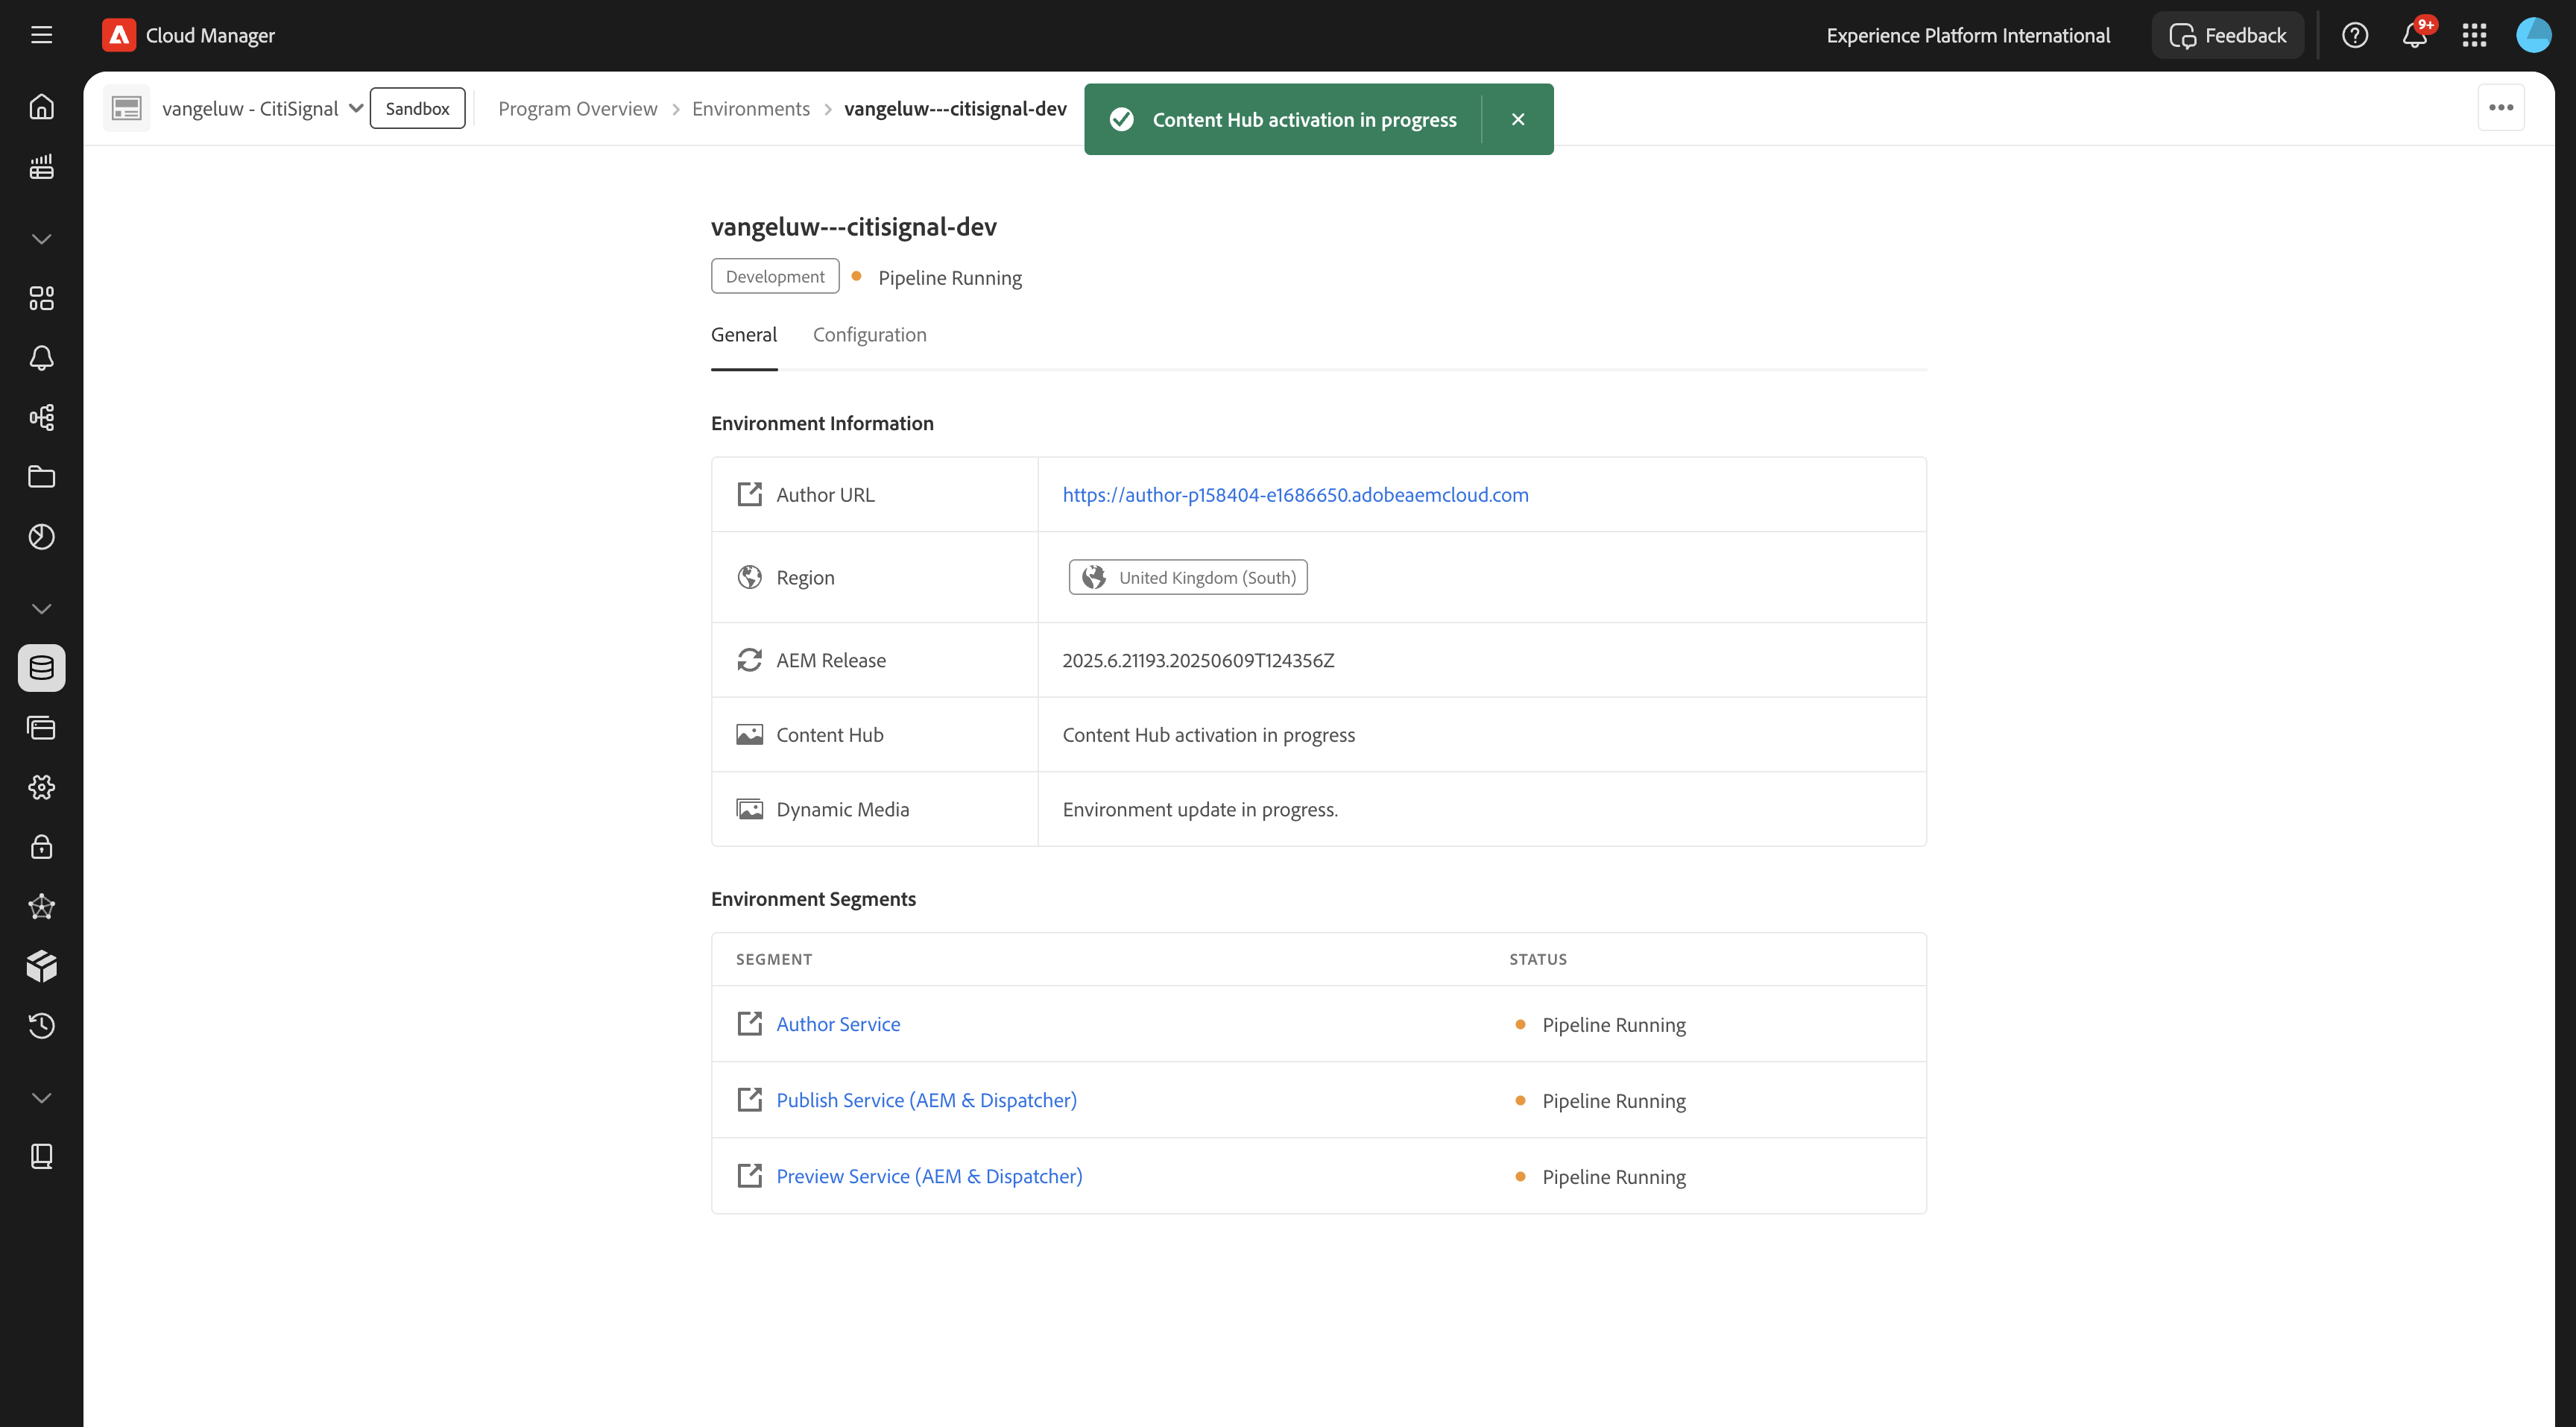 Cloud Manager
Experience Platform International
Feedback
9+
vangeluw - CitiSignal
Sandbox
Program Overview
Environments
vangeluw---citisignal-dev
Content Hub activation in progress
vangeluw---citisignal-dev
Development
Pipeline Running
General
Configuration
Environment Information
Author URL
https://author-p158404-e1686650.adobeaemcloud.com
Region
United Kingdom (South)
AEM Release
2025.6.21193.20250609T124356Z
Content Hub
Content Hub activation in progress
Dynamic Media
Environment update in progress.
Environment Segments
SEGMENT
STATUS
Author Service
Pipeline Running
Publish Service (AEM & Dispatcher)
Pipeline Running
Preview Service (AEM & Dispatcher)
Pipeline Running